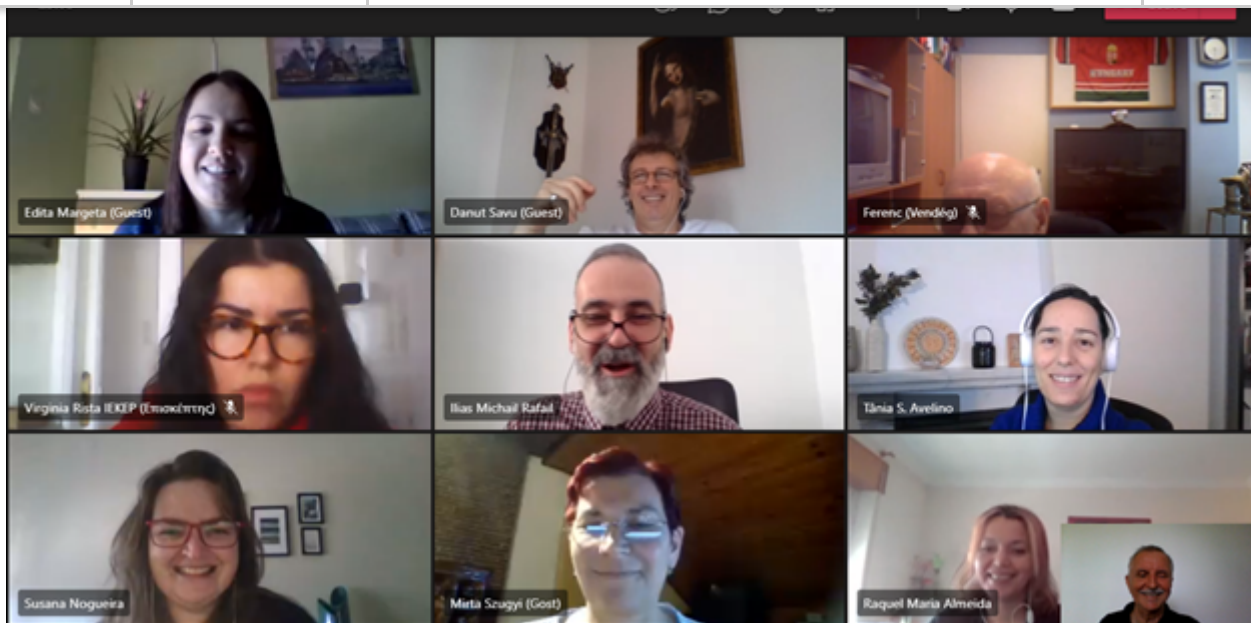 HUNGARY
Edita Margeta (Guest)
Danut Savu (Guest)
Ferenc (Vendég)
Virginia Rista IEKEP (Επισκέπτης)
Ilias Michail Rafail
Tânia S. Avelino
Susana Nogueira
Mirta Szugyi (Gost)
Raquel Maria Almeida